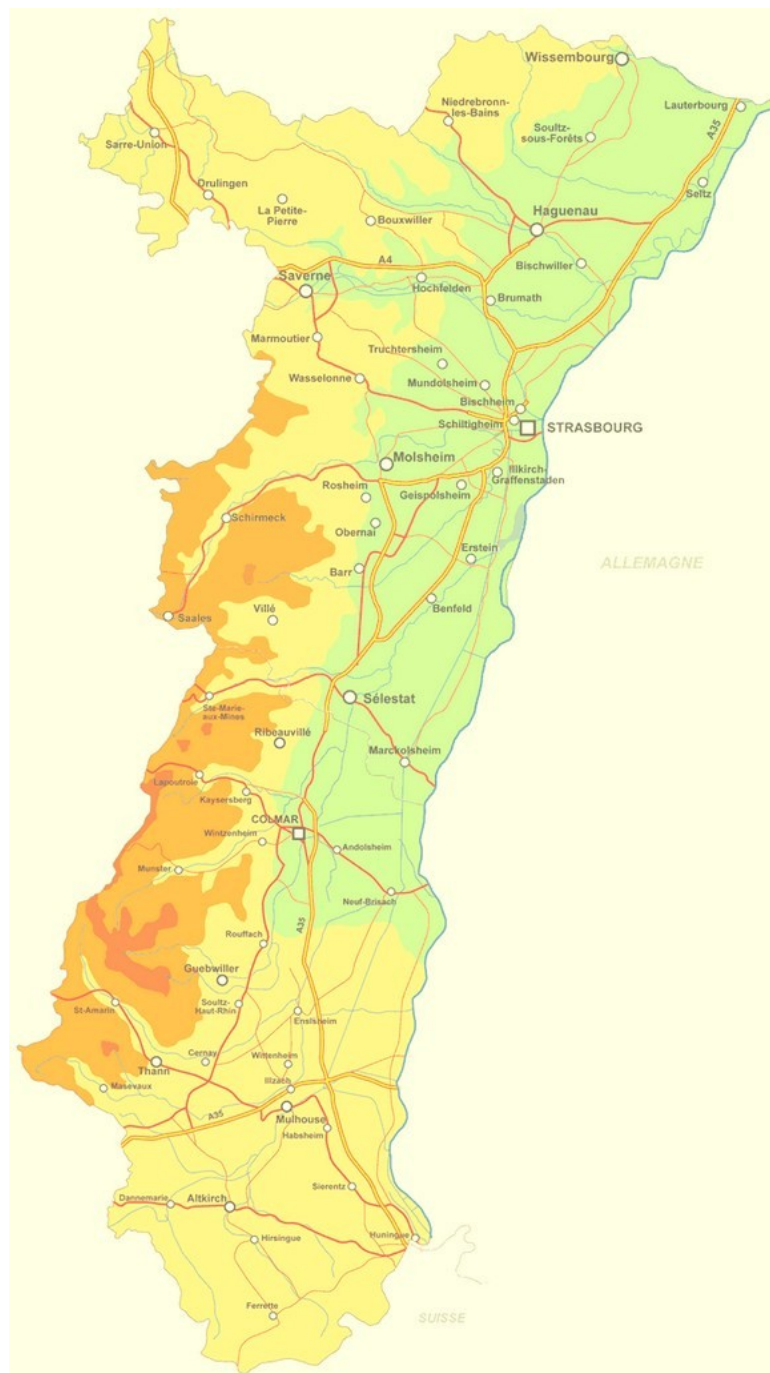 Wissembourg
Niedrebronn-
les-Bains
Lauterbourg
A35
Soultz-
sous-Forêts
Sarre-Union
Drulingen
Seltz
La Petite-
Pierre
Bouxwiller
Haguenau
A4
Bischwiller
Saverne
Hochfelden
Brumath
Marmoutier
Truchtersheim
Wasselonne
Mundolsheim
Bischheim
Schiltigheim
STRASBOURG
Molsheim
Illkirch-
Graffenstaden
Rosheim
Geispolsheim
Schirmeck
Obernai
Erstein
ALLEMAGNE
Barr
Villé
Benfeld
Saales
Sélestat
Ste-Marie-
aux-Mines
Ribeauvillé
Marckolsheim
Lapoutroie
Kaysersberg
COLMAR
Wintzenheim
Andolsheim
Munster
Neuf-Brisach
A35
Rouffach
Guebwiller
St-Amarin
Soultz-
Haut-Rhin
Ensisheim
Cernay
Wittenheim
Thann
Illzach
Masevaux
A35
Mulhouse
Habsheim
Sierentz
Dannemarie
Altkirch
Hirsingue
Huningue
Ferrette
SUISSE